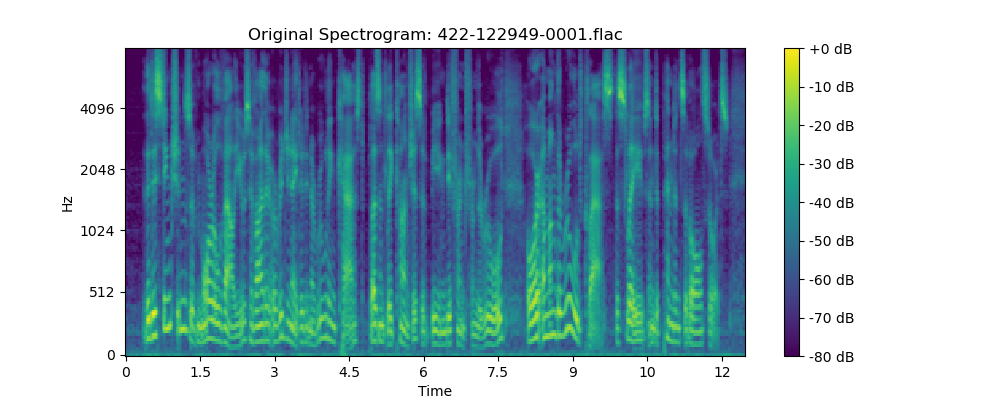 Original Spectrogram: 422-122949-0001.flac
Hz
4096
2048
1024
512
0
0 1.5 3 4.5 6 7.5 9 10 12
Time
+0 dB
-10 dB
-20 dB
-30 dB
-40 dB
-50 dB
-60 dB
-70 dB
-80 dB